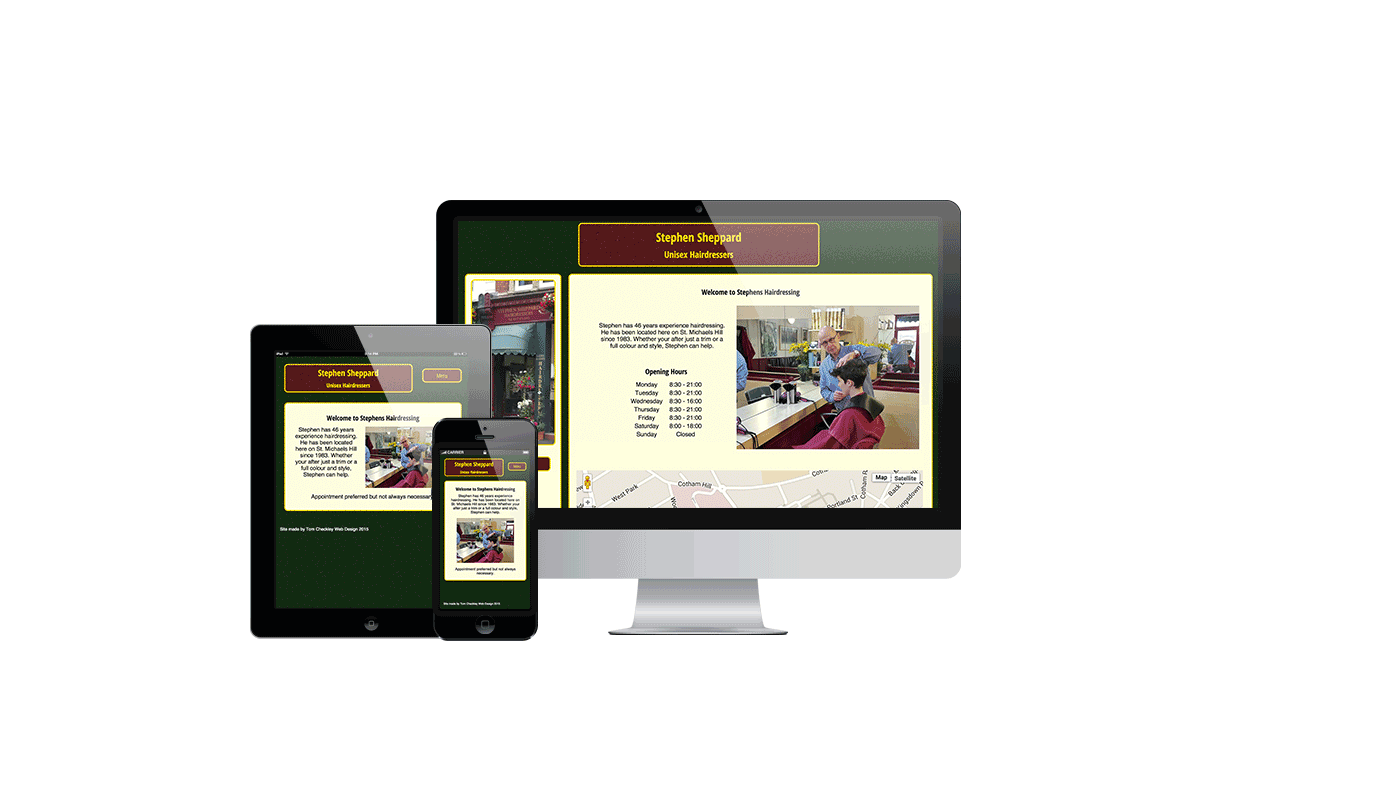 Stephen Sheppard
Unisex Hairdressers
Welcome to Stephens Hairdressing
STEPHEN SHEPPARD
Stephen has 46 years experience hairdressing.
He has been located here on St. Michaels Hill
since 1983. Whether your after just a trim or a
full colour and style, Stephen can help.
Opening Hours
Monday 8:30 - 21:00
Tuesday 8:30 - 21:00
Wednesday 8:30 - 16:00
Thursday 8:30 - 21:00
Friday 8:30 - 21:00
Saturday 8:00 - 18:00
Sunday Closed
Map Satellite
West Park
Cotham Hill
Portland St
Cotham R
Kingsdown P
iPad
Stephen Sheppard
Unisex Hairdressers
Menu
Welcome to Stephens Hairdressing
Stephen has 46 years
experience hairdressing.
He has been located
here on St. Michaels Hill
since 1983. Whether
your after just a trim or a
full colour and style,
Stephen can help.
Appointment preferred but not always necessary
Site made by Tom Checkley Web Design 2015
CARRIER
Stephen Sheppard
Unisex Hairdressers
Menu
Welcome to Stephens Hairdressing
Stephen has 46 years experience
hairdressing. He has been located here on
St. Michaels Hill since 1983. Whether your
after just a trim or a full colour and style,
Stephen can help.
Appointment preferred but not always
necessary.
Site made by Tom Checkley Web Design 2015